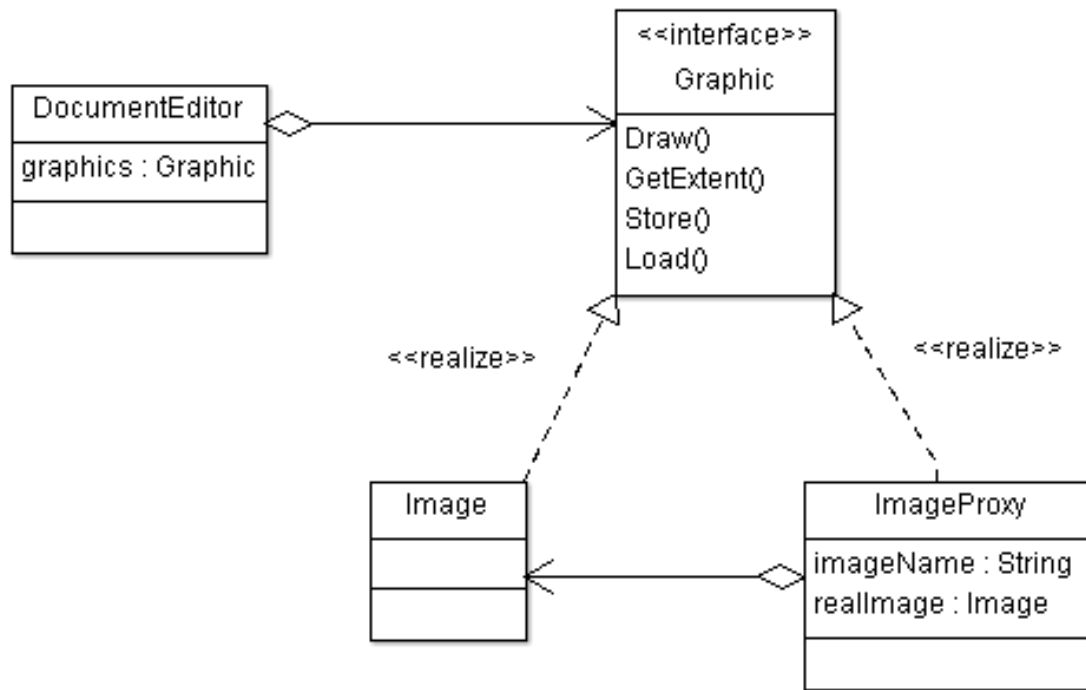 DocumentEditor
graphics : Graphic
<<interface>>
Graphic
Draw()
GetExtent()
Store()
Load()
<<realize>>
<<realize>>
Image
ImageProxy
imageName : String
realImage : Image